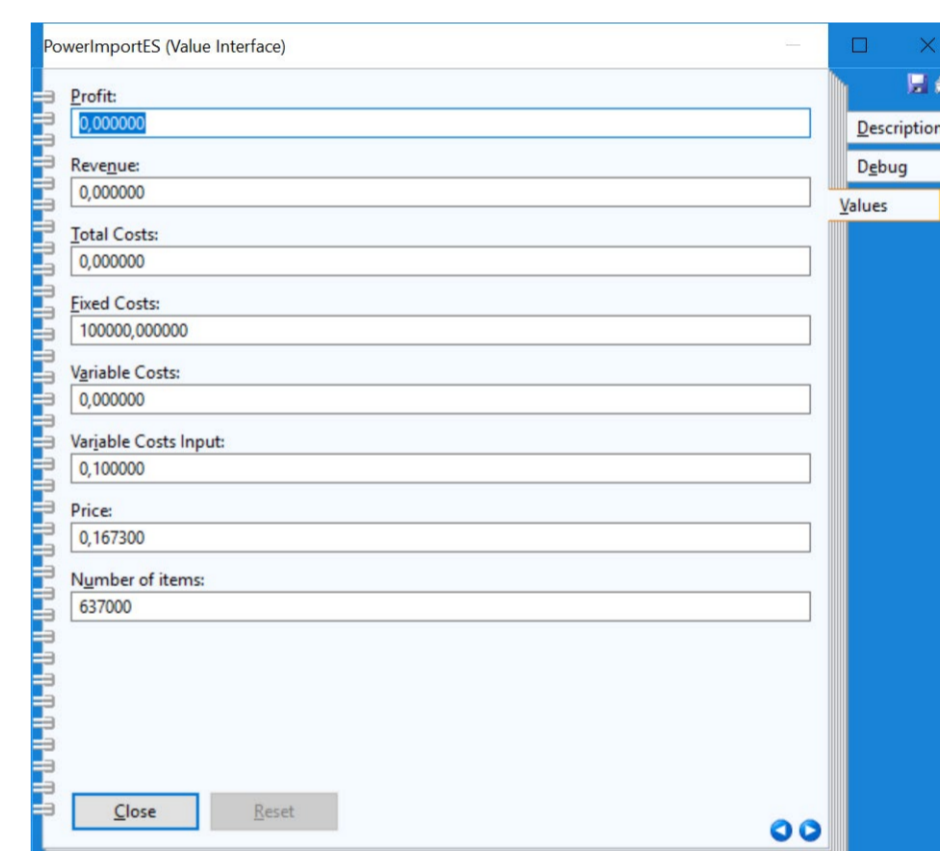 PowerImportES (Value Interface)
Profit:
0,000000
Description
Revenue:
Debug
0,000000
Values
Total Costs:
0,000000
Fixed Costs:
100000,000000
Variable Costs:
0,000000
Variable Costs Input:
0,100000
Price:
0,167300
Number of items:
637000
Close Reset